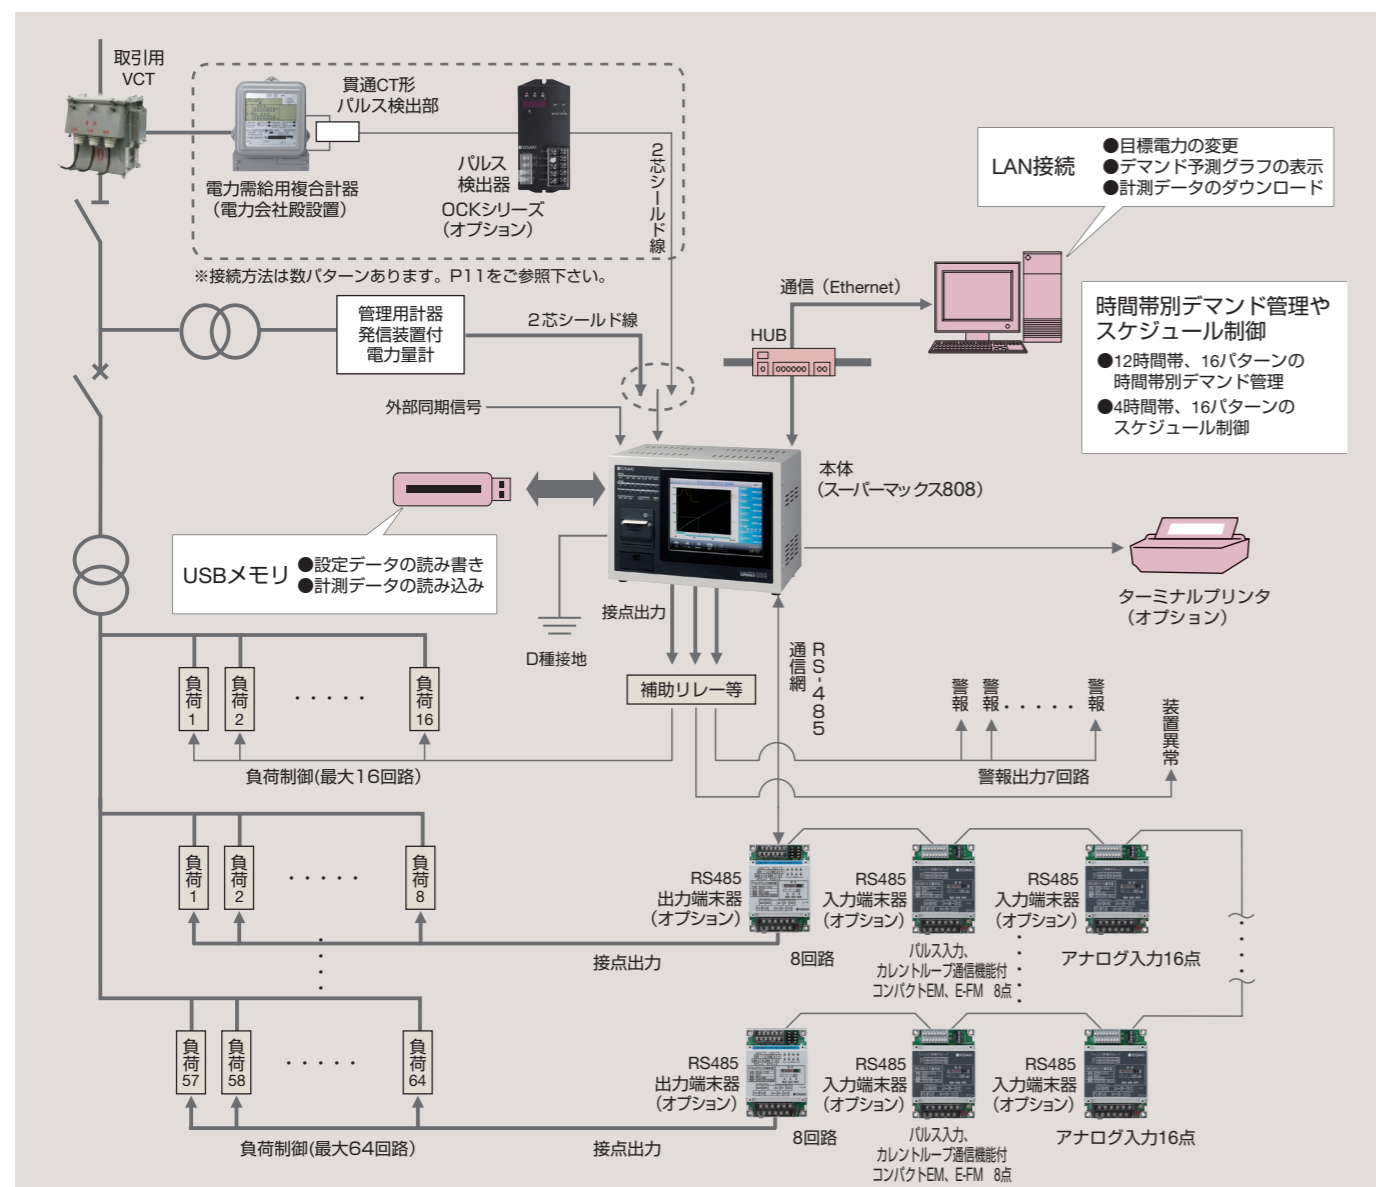 取引用
VCT
貫通CT形
パルス検出部
パルス
検出器
OCKシリーズ
（オプション）
電力需給用複合計器
（電力会社殿設置）
2芯シールド線
※接続方法は数パターンあります。P11をご参照下さい。
LAN接続
●目標電力の変更
●デマンド予測グラフの表示
●計測データのダウンロード
管理用計器
発信装置付
電力量計
2芯シールド線
通信（Ethernet）
HUB
時間帯別デマンド管理や
スケジュール制御
●12時間帯、16パターンの
時間帯別デマンド管理
●4時間帯、16パターンの
スケジュール制御
外部同期信号
本体
（スーパーマックス808）
USBメモリ
●設定データの読み書き
●計測データの読み込み
D種接地
接点出力
ターミナルプリンタ
（オプション）
RS-485
通信網
補助リレー等
負荷1
負荷2
・・・・・
負荷16
負荷制御(最大16回路）
警報
警報
・・・・・
警報
警報出力7回路
装置異常
負荷1
負荷2
・・・・・
負荷8
接点出力
RS485
出力端末器
（オプション）
8回路
RS485
入力端末器
（オプション）
パルス入力、
カレントループ通信機能付
コンパクトEM、E-FM 8点
RS485
入力端末器
（オプション）
アナログ入力16点
負荷57
負荷58
・・・・・
負荷64
負荷制御(最大64回路）
接点出力
RS485
出力端末器
（オプション）
8回路
RS485
入力端末器
（オプション）
パルス入力、
カレントループ通信機能付
コンパクトEM、E-FM 8点
RS485
入力端末器
（オプション）
アナログ入力16点